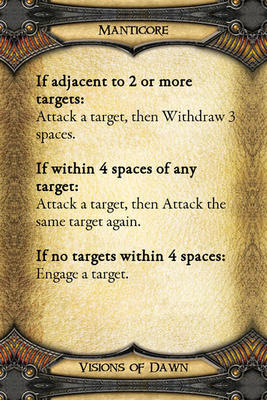 Manticore
If adjacent to 2 or more
targets:
Attack a target, then Withdraw 3
spaces.
If within 4 spaces of any
target:
Attack a target, then Attack the
same target again.
If no targets within 4 spaces:
Engage a target.
Visions of Dawn